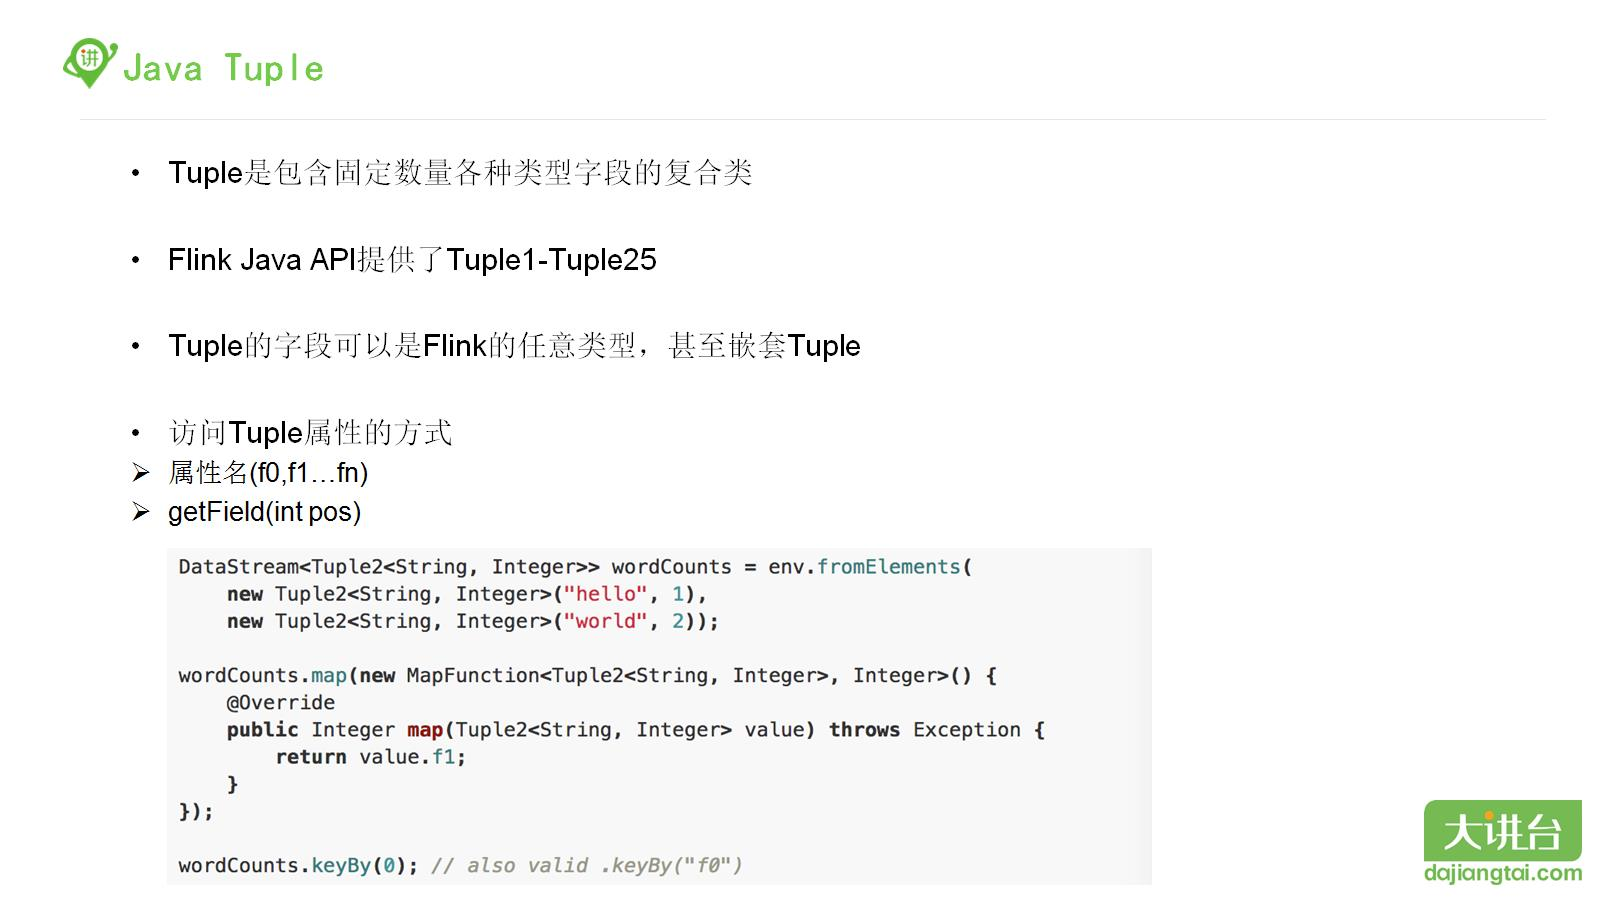 讲
Java Tuple
• Tuple是包含固定数量各种类型字段的复合类
• Flink Java API提供了Tuple1-Tuple25
• Tuple的字段可以是Flink的任意类型，甚至嵌套Tuple
• 访问Tuple属性的方式
➢ 属性名(f0,f1…fn)
➢ getField(int pos)
DataStream<Tuple2<String, Integer>> wordCounts = env.fromElements(
    new Tuple2<String, Integer>("hello", 1),
    new Tuple2<String, Integer>("world", 2));
wordCounts.map(new MapFunction<Tuple2<String, Integer>, Integer>() {
    @Override
    public Integer map(Tuple2<String, Integer> value) throws Exception {
        return value.f1;
    }
});
wordCounts.keyBy(0); // also valid .keyBy("f0")
大讲台
dajiangtai.com